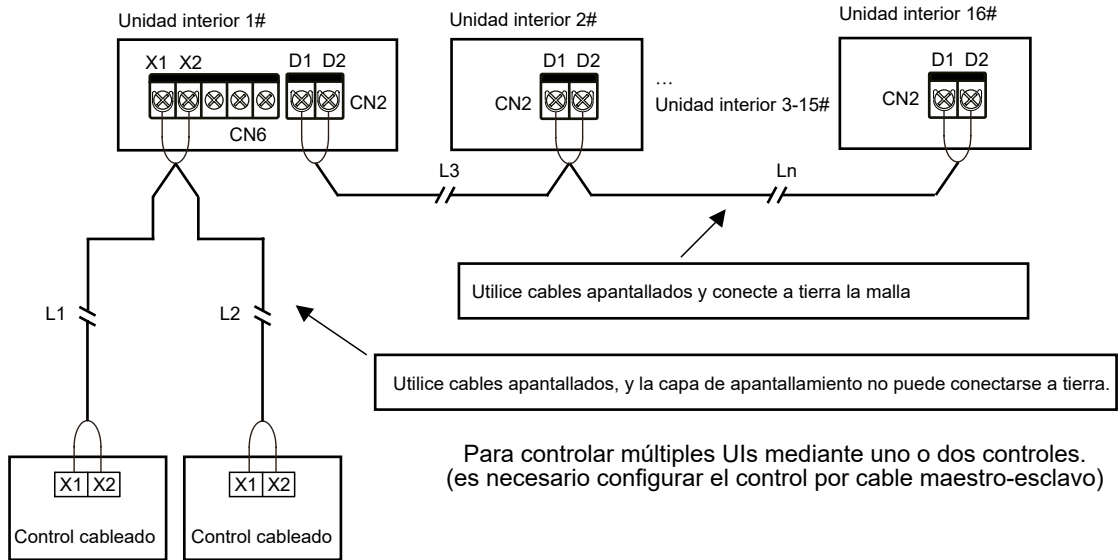 Unidad interior 1#
Unidad interior 2#
Unidad interior 16#
X1 X2
D1 D2
CN2
CN6
D1 D2
CN2
...
Unidad interior 3-15#
D1 D2
CN2
L3
Ln
Utilice cables apantallados y conecte a tierra la malla
L1
L2
Utilice cables apantallados, y la capa de apantallamiento no puede conectarse a tierra.
Para controlar múltiples UIs mediante uno o dos controles.
(es necesario configurar el control por cable maestro-esclavo)
X1 X2
Control cableado
X1 X2
Control cableado